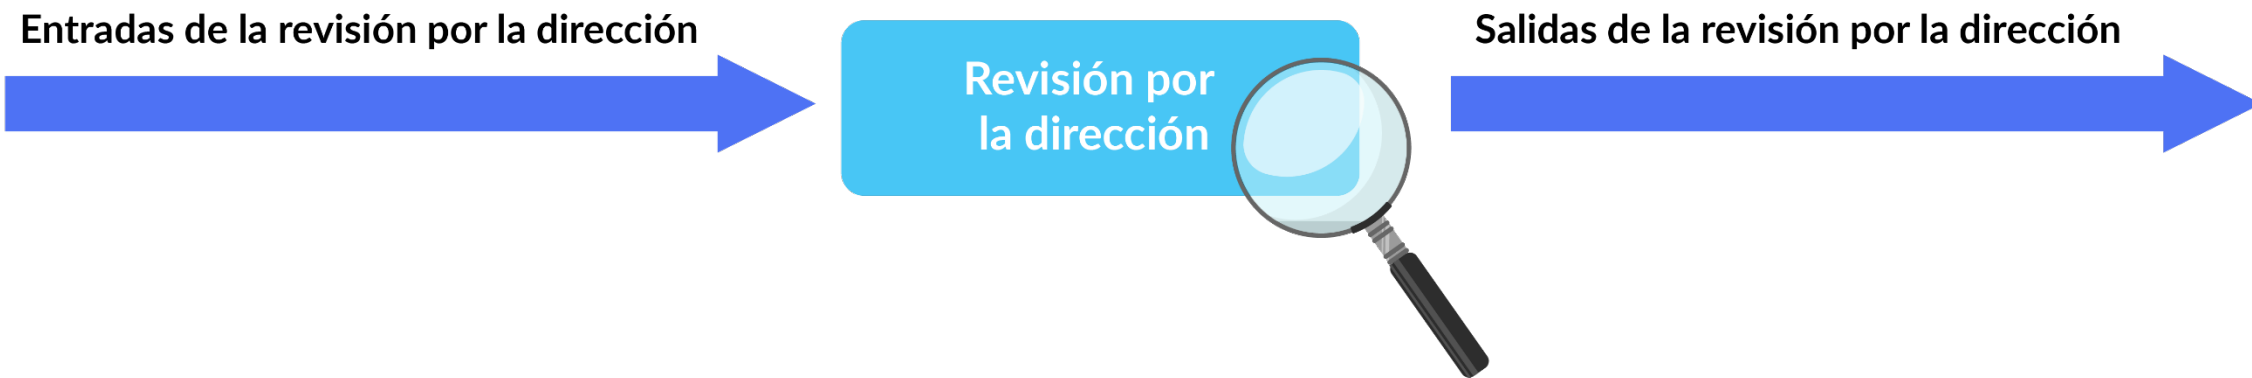 Entradas de la revisión por la dirección
Revisión por
la dirección
Salidas de la revisión por la dirección